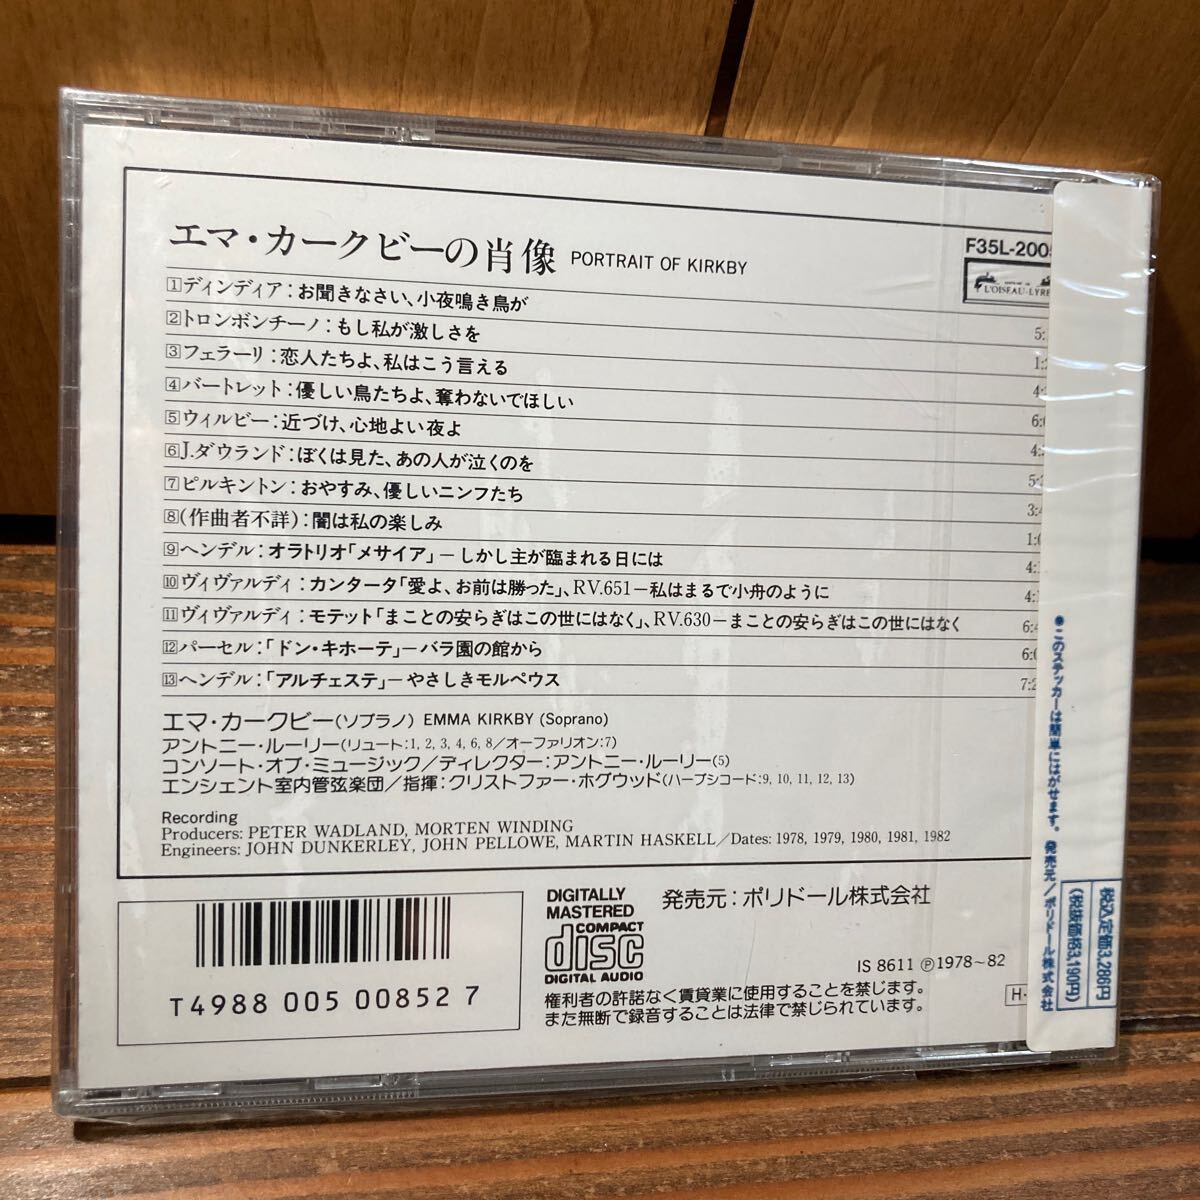 エマ・カークビーの肖像 PORTRAIT OF KIRKBY
F35L-2005
L'OISEAU-LYRE
1 ディンディア：お聞きなさい、小夜鳴き鳥が
2 トロンボンチーノ：もし私が激しさを
3 フェラーリ：恋人たちよ、私はこう言える
4 バートレット：優しい鳥たちよ、奪わないでほしい
5 ウィルビー：近づけ、心地よい夜よ
6 J.ダウランド：ぼくは見た、あの人が泣くのを
7 ピルキントン：おやすみ、優しいニンフたち
8 (作曲者不詳)：闇は私の楽しみ
9 ヘンデル：オラトリオ「メサイア」－しかし主が臨まれる日には
10 ヴィヴァルディ：カンタータ「愛よ、お前は勝った」、RV.651－私はまるで小舟のように
11 ヴィヴァルディ：モテット「まことの安らぎはこの世にはなく」、RV.630－まことの安らぎはこの世にはなく
12 パーセル：「ドン・キホーテ」－バラ園の館から
13 ヘンデル：「アルチェステ」－やさしきモルペウス
エマ・カークビー(ソプラノ) EMMA KIRKBY (Soprano)
アントニー・ルーリー(リュート：1, 2, 3, 4, 6, 8／オーファリオン：7)
コンソート・オブ・ミュージック／ディレクター：アントニー・ルーリー(5)
エンシェント室内管弦楽団／指揮：クリストファー・ホグウッド(ハープシコード：9, 10, 11, 12, 13)
Recording
Producers: PETER WADLAND, MORTEN WINDING
Engineers: JOHN DUNKERLEY, JOHN PELLOWE, MARTIN HASKELL／Dates: 1978, 1979, 1980, 1981, 1982
T4988 005 00852 7
DIGITALLY
MASTERED
COMPACT
disc
DIGITAL AUDIO
発売元：ポリドール株式会社
IS 8611 ℗1978～82
権利者の許諾なく賃貸業に使用することを禁じます。
また無断で録音することは法律で禁じられています。
●このステッカーは簡単にはがせます。 発売元／ポリドール株式会社
税込定価3,286円
(税抜価格3,190円)